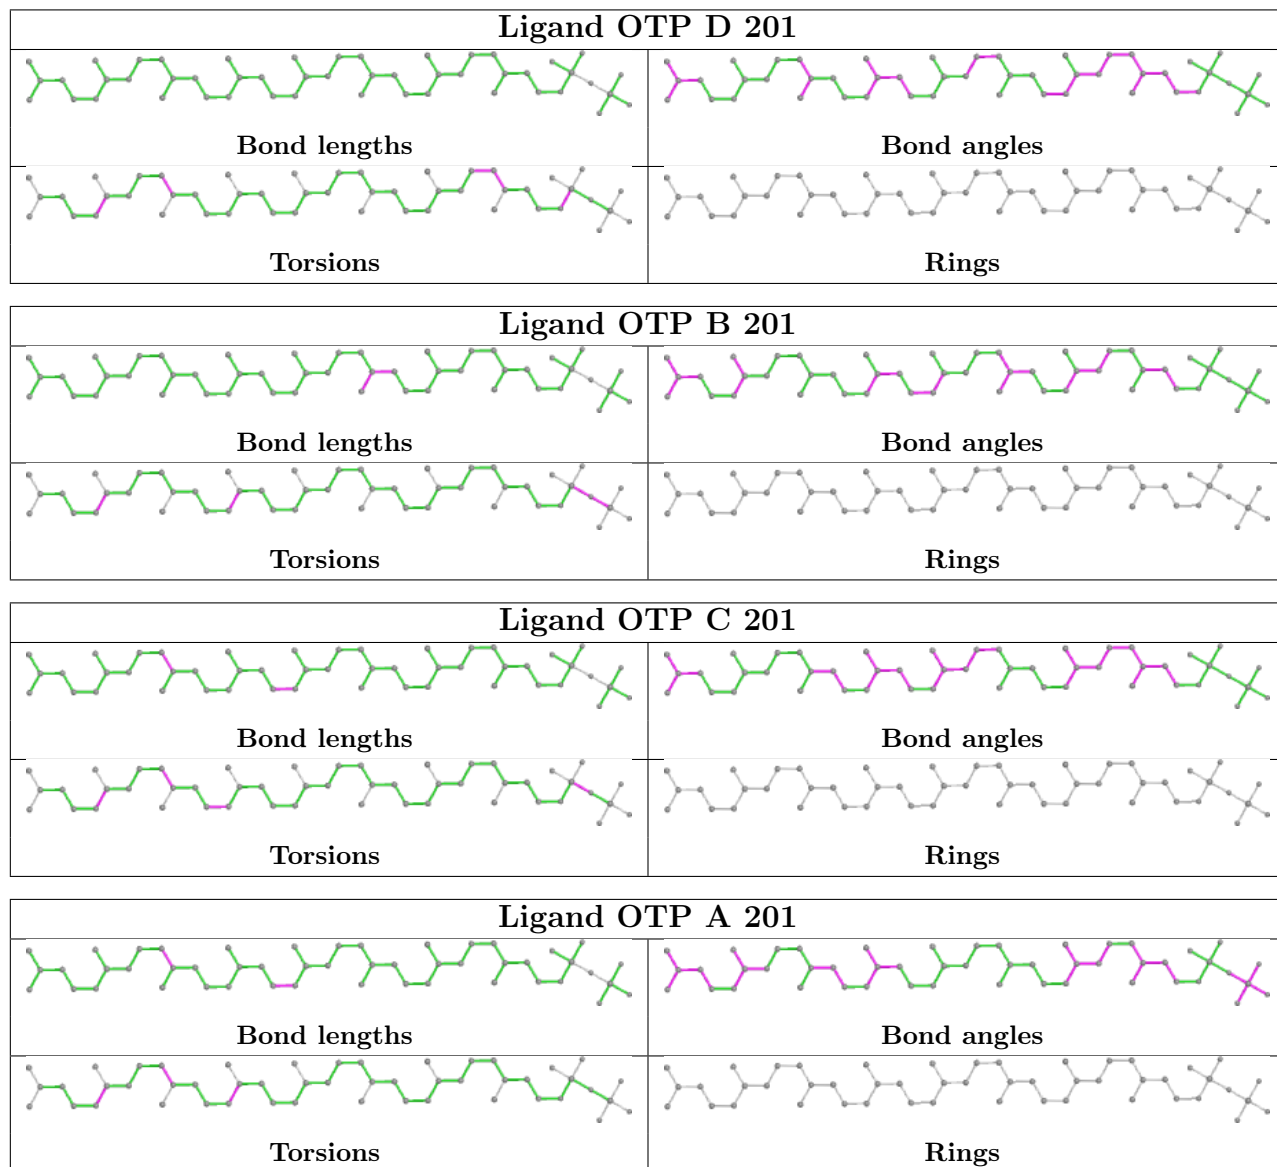 Ligand OTP D 201
Bond lengths
Bond angles
Torsions
Rings
Ligand OTP B 201
Bond lengths
Bond angles
Torsions
Rings
Ligand OTP C 201
Bond lengths
Bond angles
Torsions
Rings
Ligand OTP A 201
Bond lengths
Bond angles
Torsions
Rings